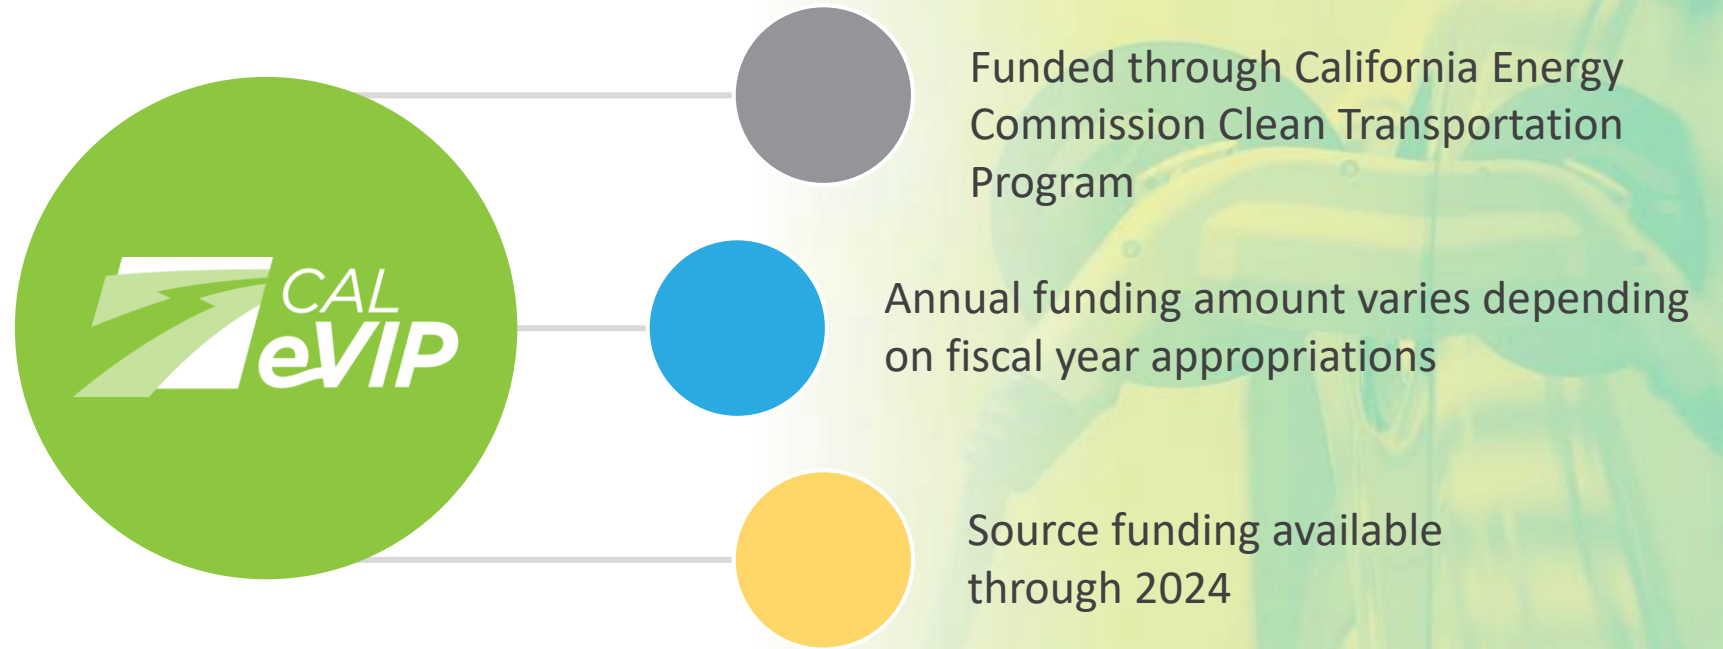 CAL
eVIP
Funded through California Energy
Commission Clean Transportation
Program
Annual funding amount varies depending
on fiscal year appropriations
Source funding available
through 2024